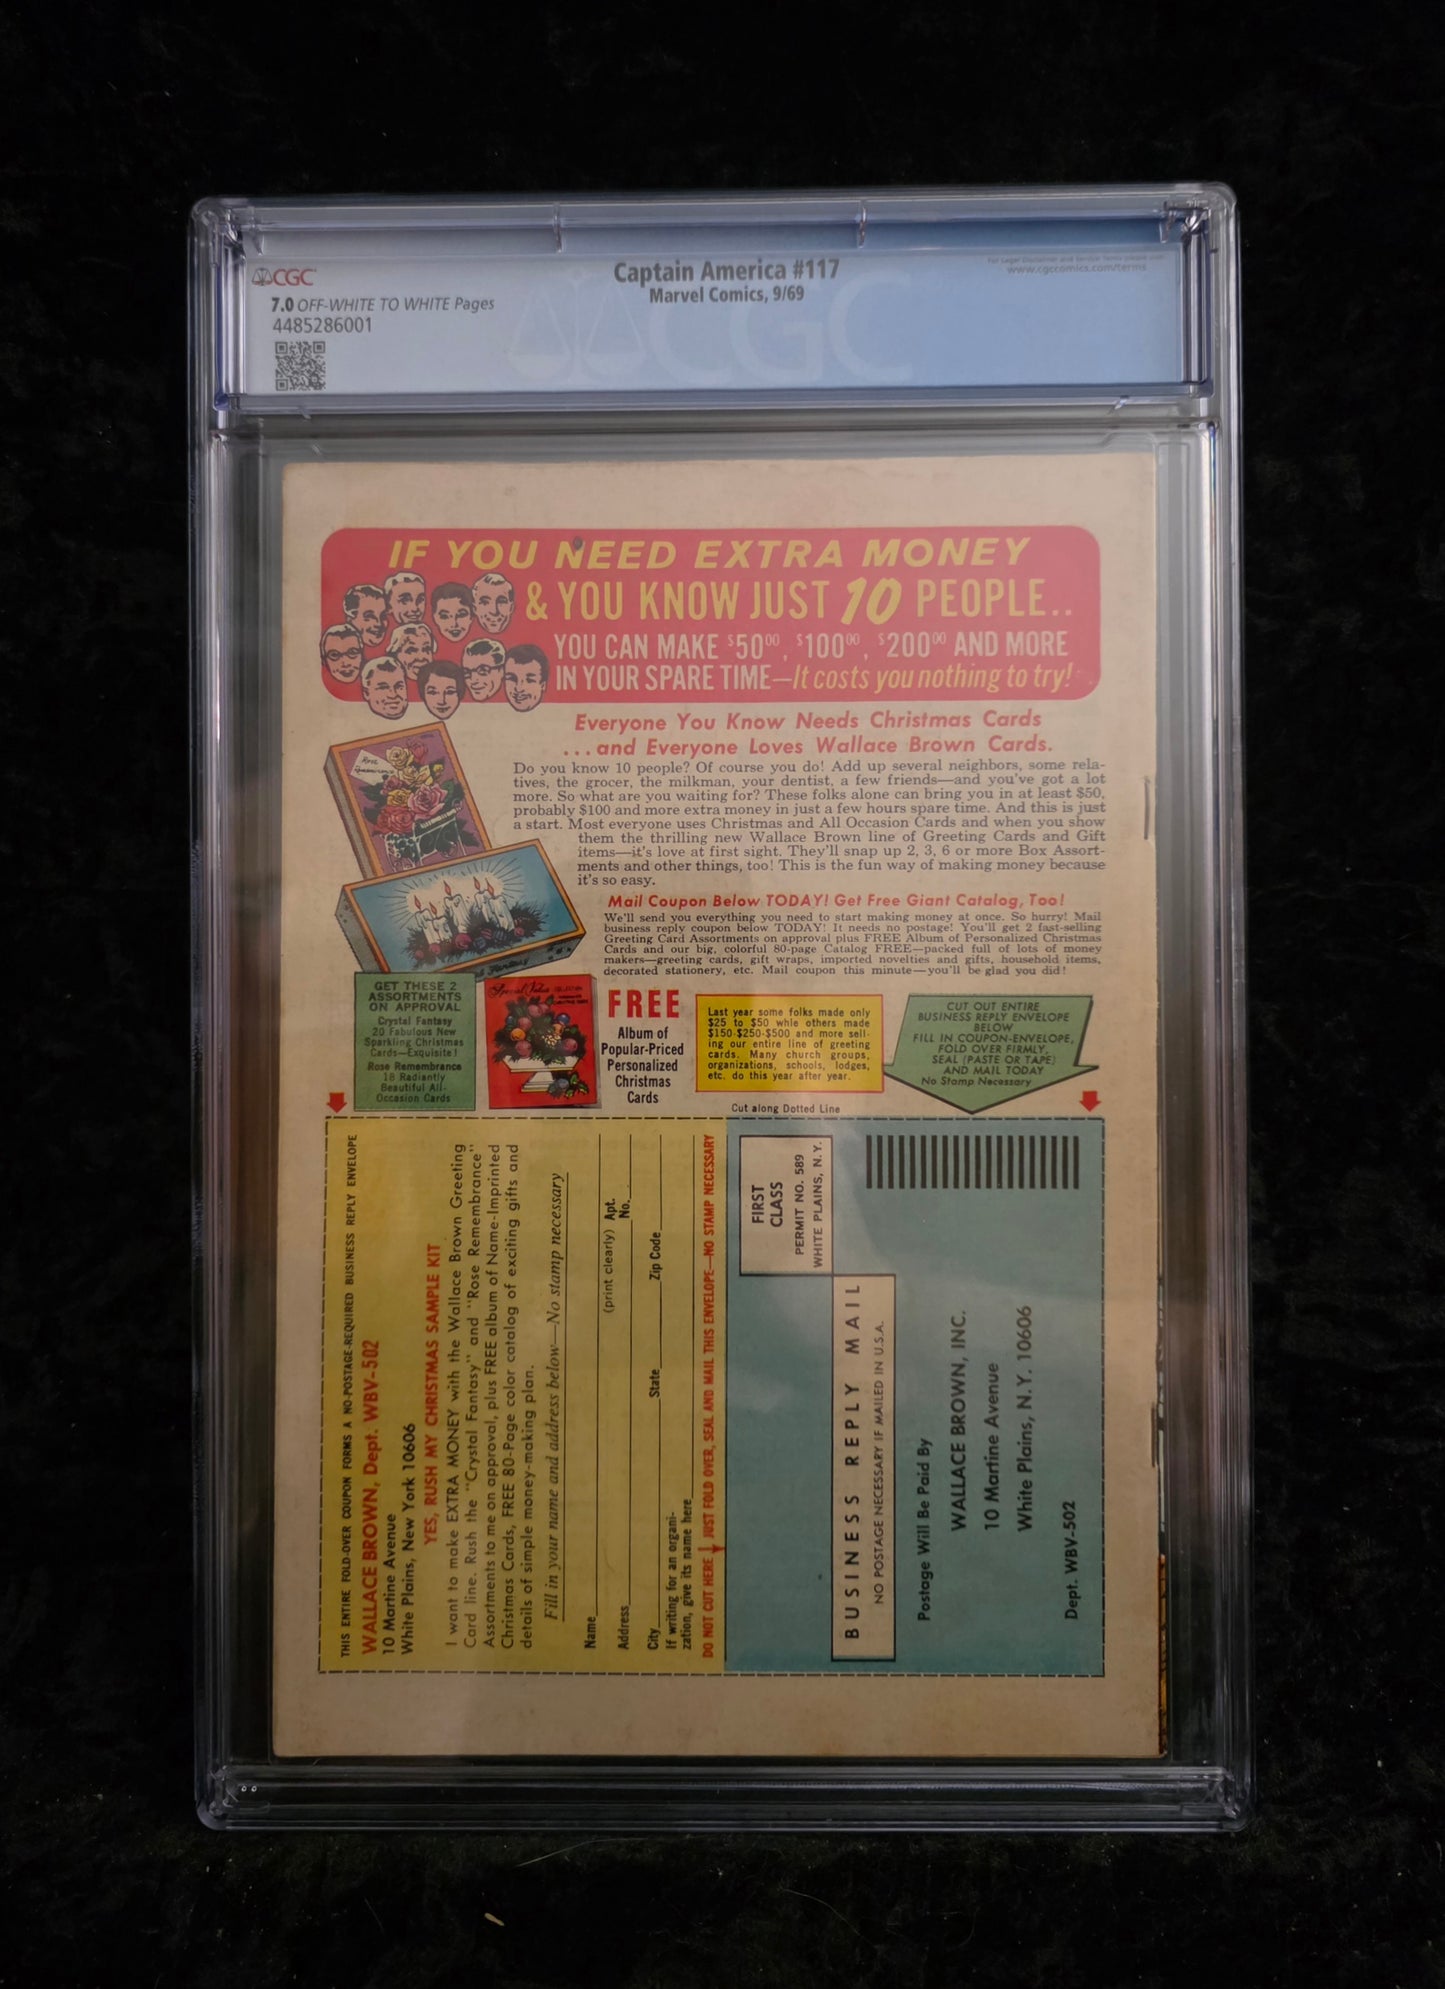 CGC
Captain America #117
Marvel Comics, 9/69
www.cgccomics.com/terms
7.0 OFF-WHITE TO WHITE Pages
4485286001
CGC
IF YOU NEED EXTRA MONEY
& YOU KNOW JUST 10 PEOPLE..
YOU CAN MAKE $50⁰⁰, $100⁰⁰, $200⁰⁰ AND MORE
IN YOUR SPARE TIME—It costs you nothing to try!
Everyone You Know Needs Christmas Cards
...and Everyone Loves Wallace Brown Cards.
Do you know 10 people? Of course you do! Add up several neighbors, some rela-
tives, the grocer, the milkman, your dentist, a few friends—and you've got a lot
more. So what are you waiting for? These folks alone can bring you in at least $50,
probably $100 and more extra money in just a few hours spare time. And this is just
a start. Most everyone uses Christmas and All Occasion Cards and when you show
them the thrilling new Wallace Brown line of Greeting Cards and Gift
items—it's love at first sight. They'll snap up 2, 3, 6 or more Box Assort-
ments and other things, too! This is the fun way of making money because
it's so easy.
Mail Coupon Below TODAY! Get Free Giant Catalog, Too!
We'll send you everything you need to start making money at once. So hurry! Mail
business reply coupon below TODAY! It needs no postage! You'll get 2 fast-selling
Greeting Card Assortments on approval plus FREE Album of Personalized Christmas
Cards and our big, colorful 80-page Catalog FREE—packed full of lots of money
makers—greeting cards, gift wraps, imported novelties and gifts, household items,
decorated stationery, etc. Mail coupon this minute—you'll be glad you did!
Rose
Fantasy
GET THESE 2
ASSORTMENTS
ON APPROVAL
Crystal Fantasy
20 Fabulous New
Sparkling Christmas
Cards—Exquisite!
Rose Remembrance
18 Radiantly
Beautiful All-
Occasion Cards
Special Value COLLECTION
FREE
Album of
Popular-Priced
Personalized
Christmas
Cards
Last year some folks made only
$25 to $50 while others made
$150-$250-$500 and more sell-
ing our entire line of greeting
cards. Many church groups,
organizations, schools, lodges,
etc. do this year after year.
CUT OUT ENTIRE
BUSINESS REPLY ENVELOPE
BELOW
FILL IN COUPON-ENVELOPE,
FOLD OVER FIRMLY,
SEAL (PASTE OR TAPE)
AND MAIL TODAY
No Stamp Necessary
Cut along Dotted Line
THIS ENTIRE FOLD-OVER COUPON FORMS A NO-POSTAGE-REQUIRED BUSINESS REPLY ENVELOPE
WALLACE BROWN, Dept. WBV-502
10 Martine Avenue
White Plains, New York 10606
YES, RUSH MY CHRISTMAS SAMPLE KIT
I want to make EXTRA MONEY with the Wallace Brown Greeting
Card line. Rush the "Crystal Fantasy" and "Rose Remembrance"
Assortments to me on approval, plus FREE album of Name-Imprinted
Christmas Cards, FREE 80-Page color catalog of exciting gifts and
details of simple money-making plan.
Fill in your name and address below—No stamp necessary
Name
(print clearly) Apt.
Address No.
City State Zip Code
If writing for an organi-
zation, give its name here
DO NOT CUT HERE JUST FOLD OVER, SEAL AND MAIL THIS ENVELOPE—NO STAMP NECESSARY
FIRST
CLASS
PERMIT NO. 589
WHITE PLAINS, N.Y.
BUSINESS REPLY MAIL
NO POSTAGE NECESSARY IF MAILED IN U.S.A.
Postage Will Be Paid By
WALLACE BROWN, INC.
10 Martine Avenue
White Plains, N.Y. 10606
Dept. WBV-502